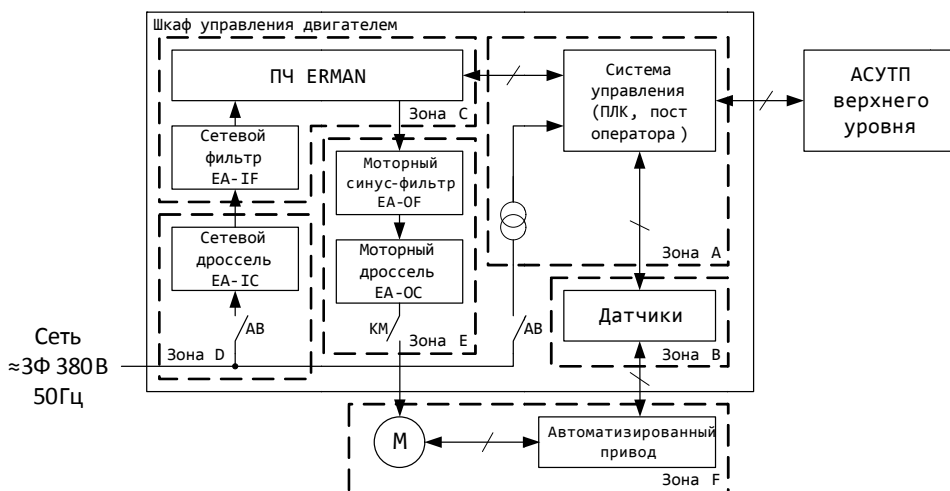 Шкаф управления двигателем
ПЧ ERMAN
Зона C
Сетевой
фильтр
EA-IF
Моторный
синус-фильтр
EA-OF
Сетевой
дроссель
EA-IC
Моторный
дроссель
EA-OC
АВ
КМ
Зона D
Зона E
АВ
Система
управления
(ПЛК, пост
оператора)
Зона A
АСУТП
верхнего
уровня
Датчики
Зона B
Сеть
≈3Ф 380В
50Гц
М
Автоматизированный
привод
Зона F